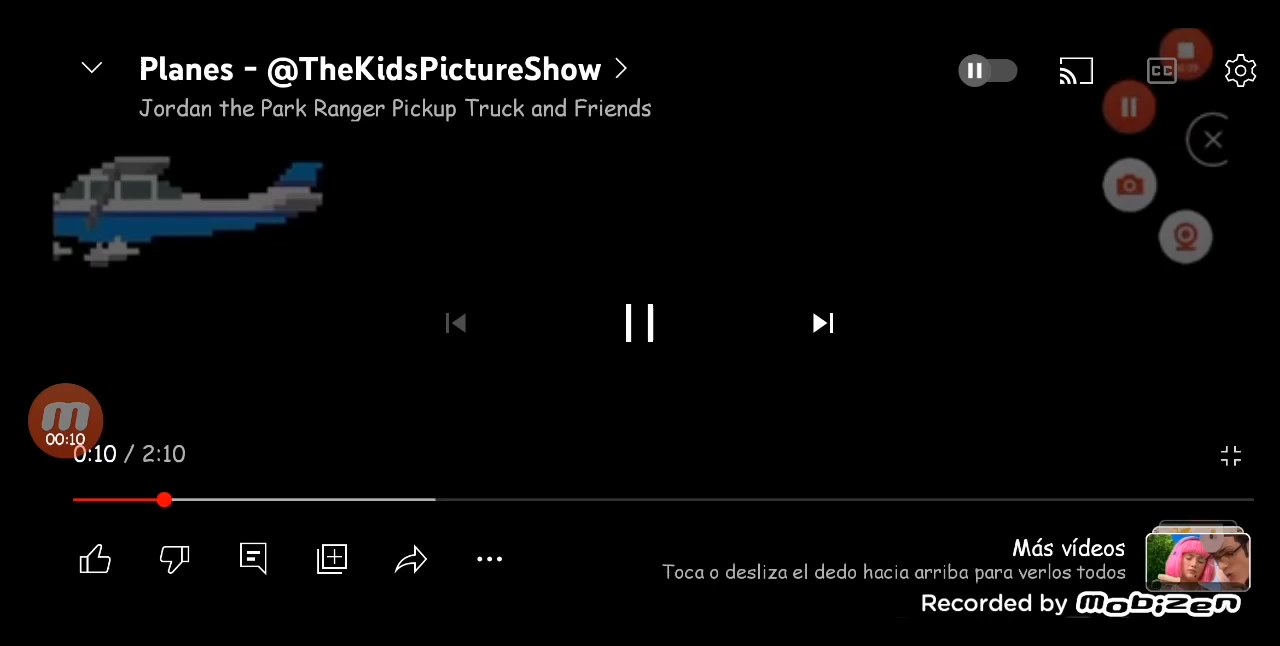 Planes - @TheKidsPictureShow
Jordan the Park Ranger Pickup Truck and Friends
CC
00:10
0:10 / 2:10
Más vídeos
Toca o desliza el dedo hacia arriba para verlos todos
Recorded by mobizen